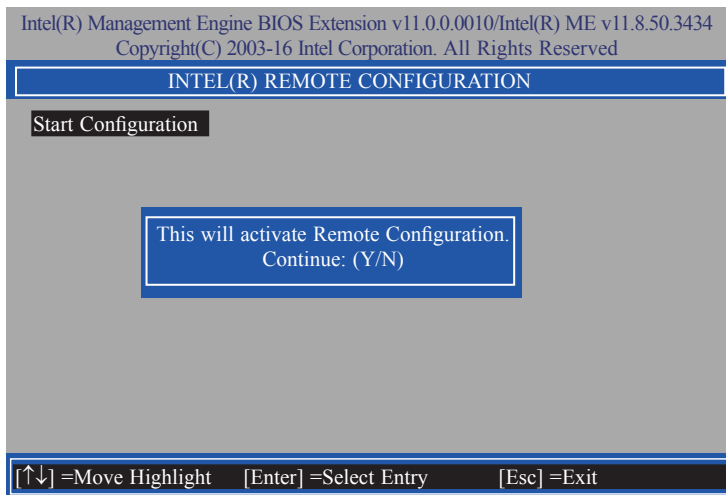 Intel(R) Management Engine BIOS Extension v11.0.0.0010/Intel(R) ME v11.8.50.3434
Copyright(C) 2003-16 Intel Corporation. All Rights Reserved
INTEL(R) REMOTE CONFIGURATION
Start Configuration
This will activate Remote Configuration.
Continue: (Y/N)
[↑↓] =Move Highlight [Enter] =Select Entry [Esc] =Exit